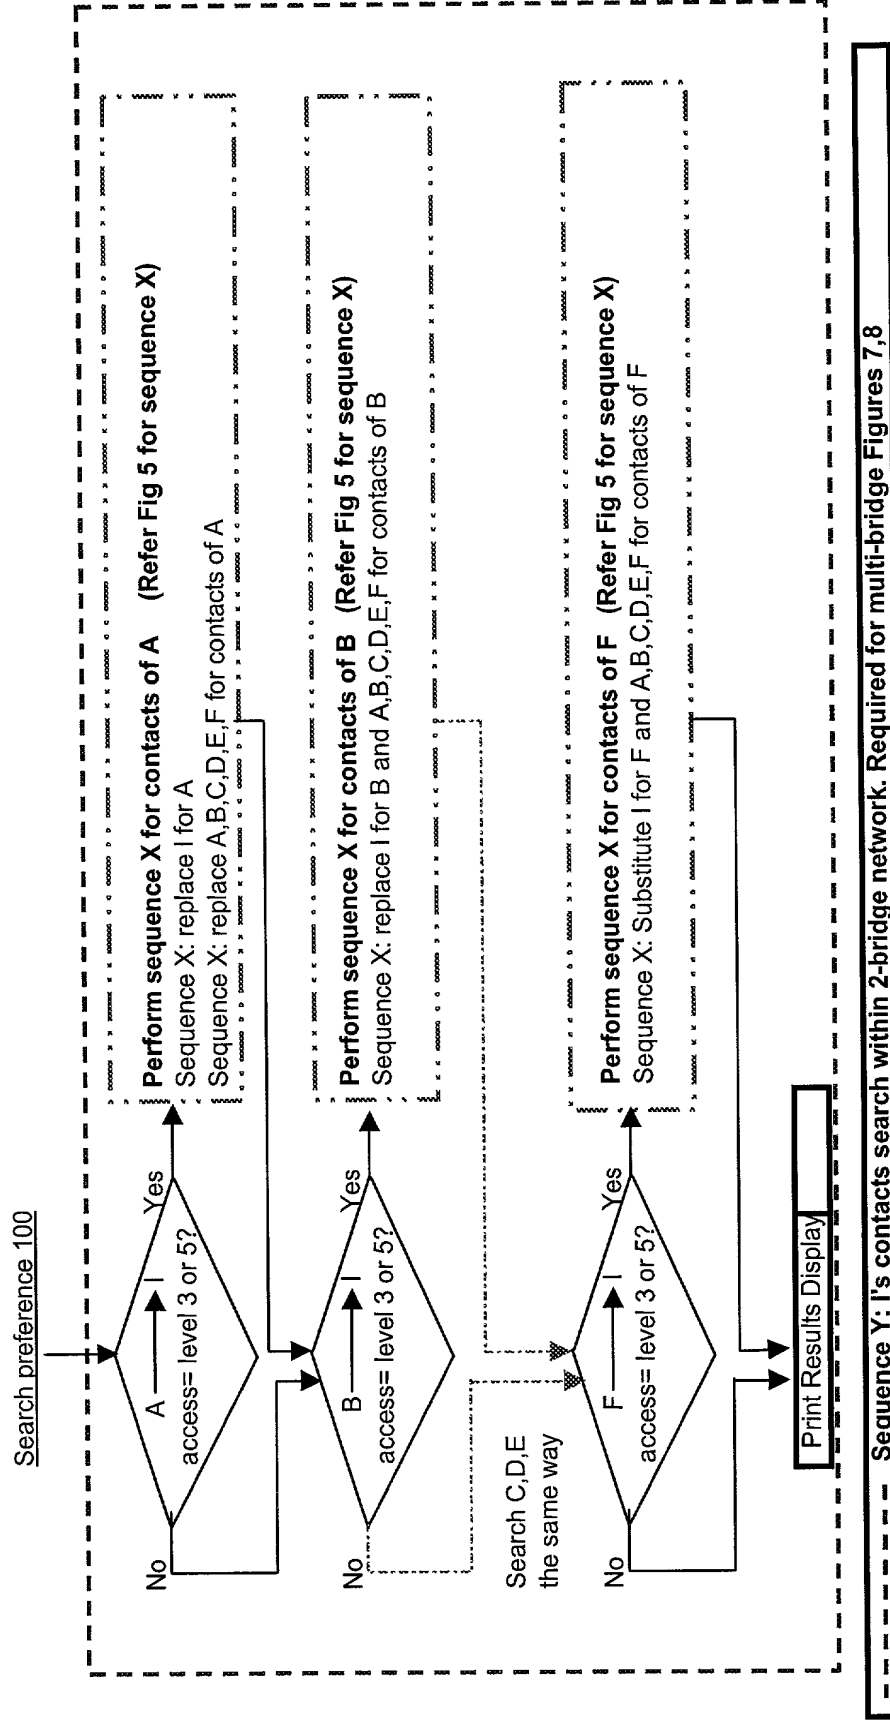 Search preference 100
A I
access= level 3 or 5?
Yes
No
Perform sequence X for contacts of A (Refer Fig 5 for sequence X)
Sequence X: replace I for A
Sequence X: replace A,B,C,D,E,F for contacts of A
B I
access= level 3 or 5?
Yes
No
Perform sequence X for contacts of B (Refer Fig 5 for sequence X)
Sequence X: replace I for B and A,B,C,D,E,F for contacts of B
Search C,D,E
the same way
F I
access= level 3 or 5?
Yes
No
Perform sequence X for contacts of F (Refer Fig 5 for sequence X)
Sequence X: Substitute I for F and A,B,C,D,E,F for contacts of F
Print Results Display
Sequence Y: I's contacts search within 2-bridge network. Required for multi-bridge Figures 7,8